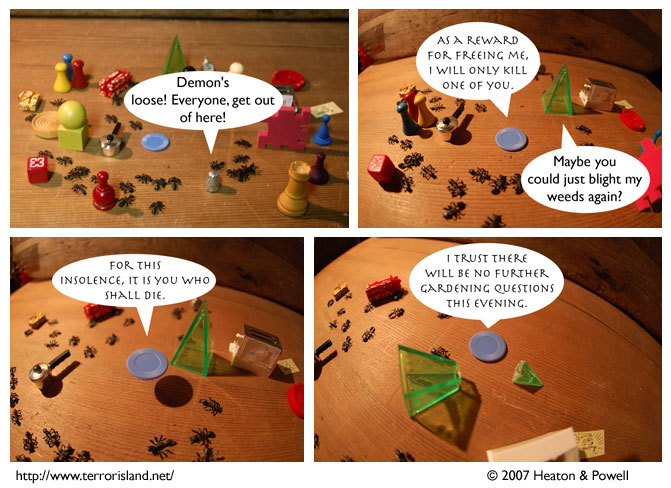 Demon's
loose! Everyone, get out
of here!
As a reward
for freeing me,
I will only kill
one of you.
Maybe you
could just blight my
weeds again?
For this
insolence, it is you who
shall die.
I trust there
will be no further
gardening questions
this evening.
http://www.terrorisland.net/
© 2007 Heaton & Powell